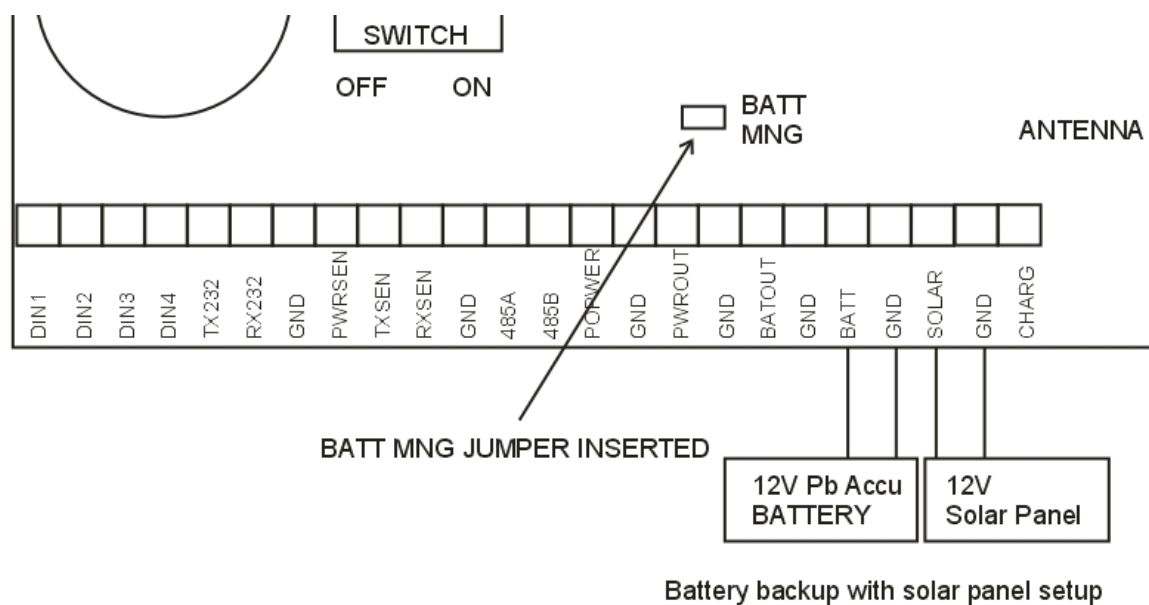 SWITCH
OFF ON
BATT
MNG
ANTENNA
DIN1
DIN2
DIN3
DIN4
TX232
RX232
GND
PWRSEN
TXSEN
RXSEN
GND
485A
485B
POPWER
GND
PWROUT
GND
BATOUT
GND
BATT
GND
SOLAR
GND
CHARG
BATT MNG JUMPER INSERTED
12V Pb Accu
BATTERY
12V
Solar Panel
Battery backup with solar panel setup